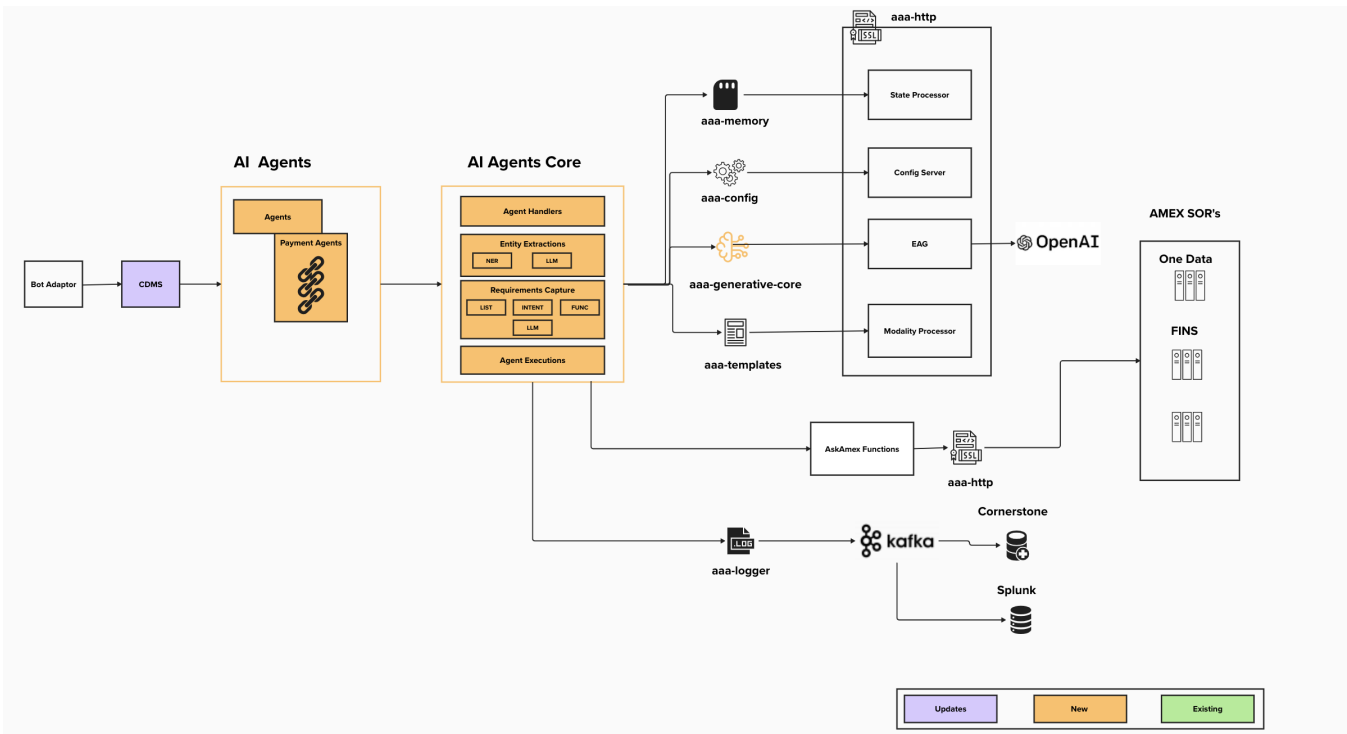 aaa-http
SSL
State Processor
aaa-memory
AI Agents
AI Agents Core
Config Server
aaa-config
Agents
Agent Handlers
AMEX SOR's
Payment Agents
Entity Extractions
NER
LLM
EAG
OpenAI
One Data
Bot Adaptor
CDMS
aaa-generative-core
Requirements Capture
LIST
INTENT
FUNC
LLM
Modality Processor
FINS
Agent Executions
aaa-templates
AskAmex Functions
SSL
aaa-http
Cornerstone
.LOG
kafka
aaa-logger
Splunk
Updates
New
Existing